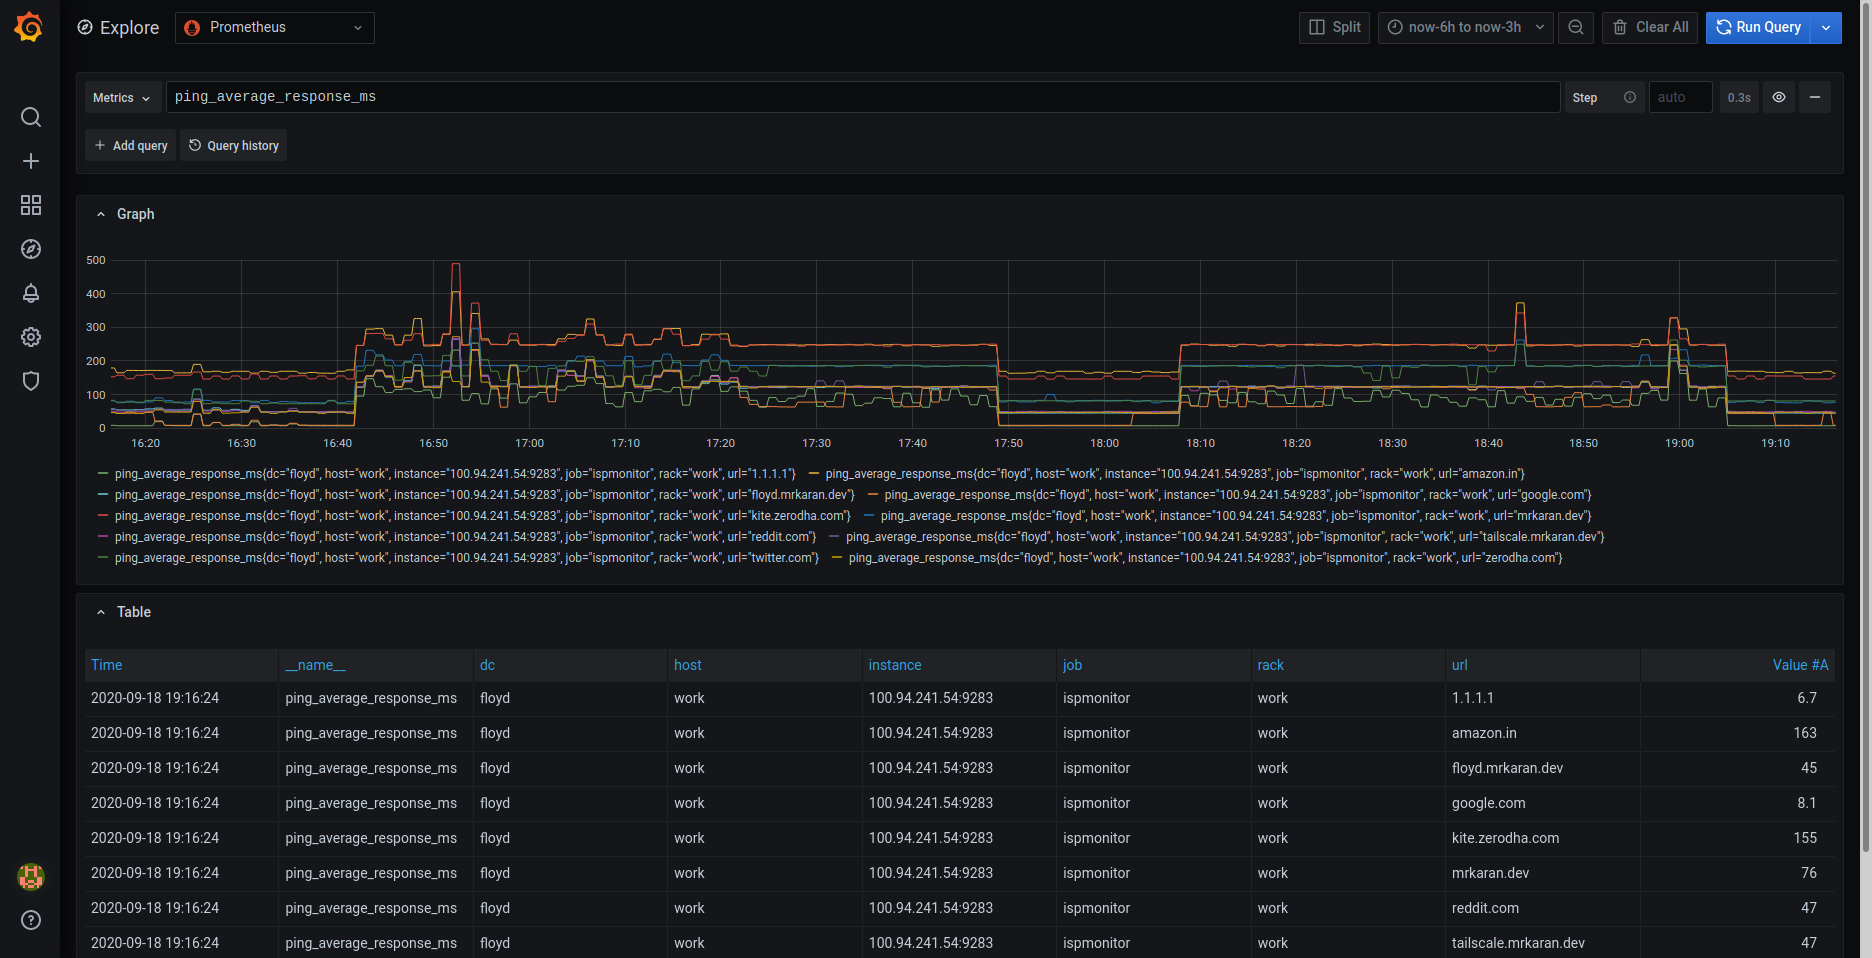 Explore Prometheus Split now-6h to now-3h Clear All Run Query
Metrics ping_average_response_ms Step auto 0.3s
Add query Query history
Graph
500
400
300
200
100
0
16:20 16:30 16:40 16:50 17:00 17:10 17:20 17:30 17:40 17:50 18:00 18:10 18:20 18:30 18:40 18:50 19:00 19:10
ping_average_response_ms{dc="floyd", host="work", instance="100.94.241.54:9283", job="ispmonitor", rack="work", url="1.1.1.1"} ping_average_response_ms{dc="floyd", host="work", instance="100.94.241.54:9283", job="ispmonitor", rack="work", url="amazon.in"}
ping_average_response_ms{dc="floyd", host="work", instance="100.94.241.54:9283", job="ispmonitor", rack="work", url="floyd.mrkaran.dev"} ping_average_response_ms{dc="floyd", host="work", instance="100.94.241.54:9283", job="ispmonitor", rack="work", url="google.com"}
ping_average_response_ms{dc="floyd", host="work", instance="100.94.241.54:9283", job="ispmonitor", rack="work", url="kite.zerodha.com"} ping_average_response_ms{dc="floyd", host="work", instance="100.94.241.54:9283", job="ispmonitor", rack="work", url="mrkaran.dev"}
ping_average_response_ms{dc="floyd", host="work", instance="100.94.241.54:9283", job="ispmonitor", rack="work", url="reddit.com"} ping_average_response_ms{dc="floyd", host="work", instance="100.94.241.54:9283", job="ispmonitor", rack="work", url="tailscale.mrkaran.dev"}
ping_average_response_ms{dc="floyd", host="work", instance="100.94.241.54:9283", job="ispmonitor", rack="work", url="twitter.com"} ping_average_response_ms{dc="floyd", host="work", instance="100.94.241.54:9283", job="ispmonitor", rack="work", url="zerodha.com"}
Table
Time __name__ dc host instance job rack url Value #A
2020-09-18 19:16:24 ping_average_response_ms floyd work 100.94.241.54:9283 ispmonitor work 1.1.1.1 6.7
2020-09-18 19:16:24 ping_average_response_ms floyd work 100.94.241.54:9283 ispmonitor work amazon.in 163
2020-09-18 19:16:24 ping_average_response_ms floyd work 100.94.241.54:9283 ispmonitor work floyd.mrkaran.dev 45
2020-09-18 19:16:24 ping_average_response_ms floyd work 100.94.241.54:9283 ispmonitor work google.com 8.1
2020-09-18 19:16:24 ping_average_response_ms floyd work 100.94.241.54:9283 ispmonitor work kite.zerodha.com 155
2020-09-18 19:16:24 ping_average_response_ms floyd work 100.94.241.54:9283 ispmonitor work mrkaran.dev 76
2020-09-18 19:16:24 ping_average_response_ms floyd work 100.94.241.54:9283 ispmonitor work reddit.com 47
2020-09-18 19:16:24 ping_average_response_ms floyd work 100.94.241.54:9283 ispmonitor work tailscale.mrkaran.dev 47